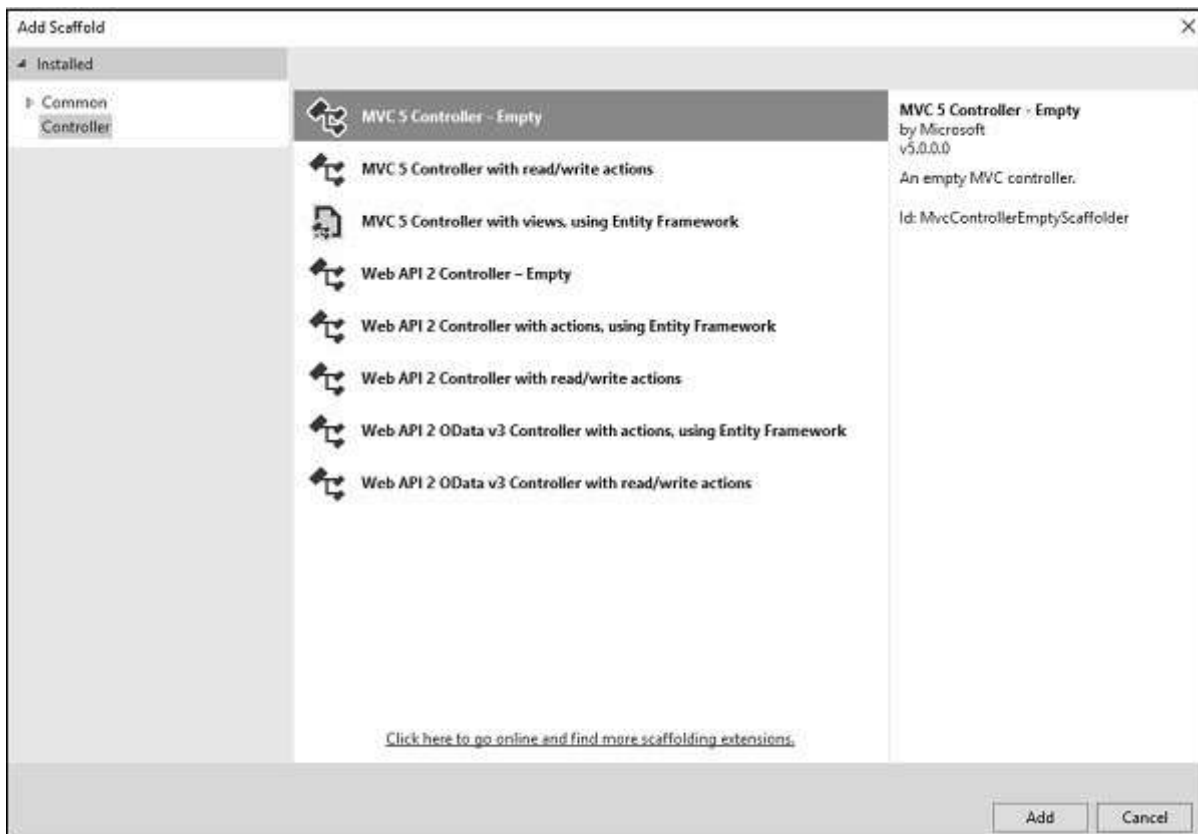 Add Scaffold
Installed
Common
Controller
MVC 5 Controller - Empty
MVC 5 Controller with read/write actions
MVC 5 Controller with views, using Entity Framework
Web API 2 Controller – Empty
Web API 2 Controller with actions, using Entity Framework
Web API 2 Controller with read/write actions
Web API 2 OData v3 Controller with actions, using Entity Framework
Web API 2 OData v3 Controller with read/write actions
Click here to go online and find more scaffolding extensions.
MVC 5 Controller - Empty
by Microsoft
v5.0.0.0
An empty MVC controller.
Id: MvcControllerEmptyScaffolder
Add
Cancel